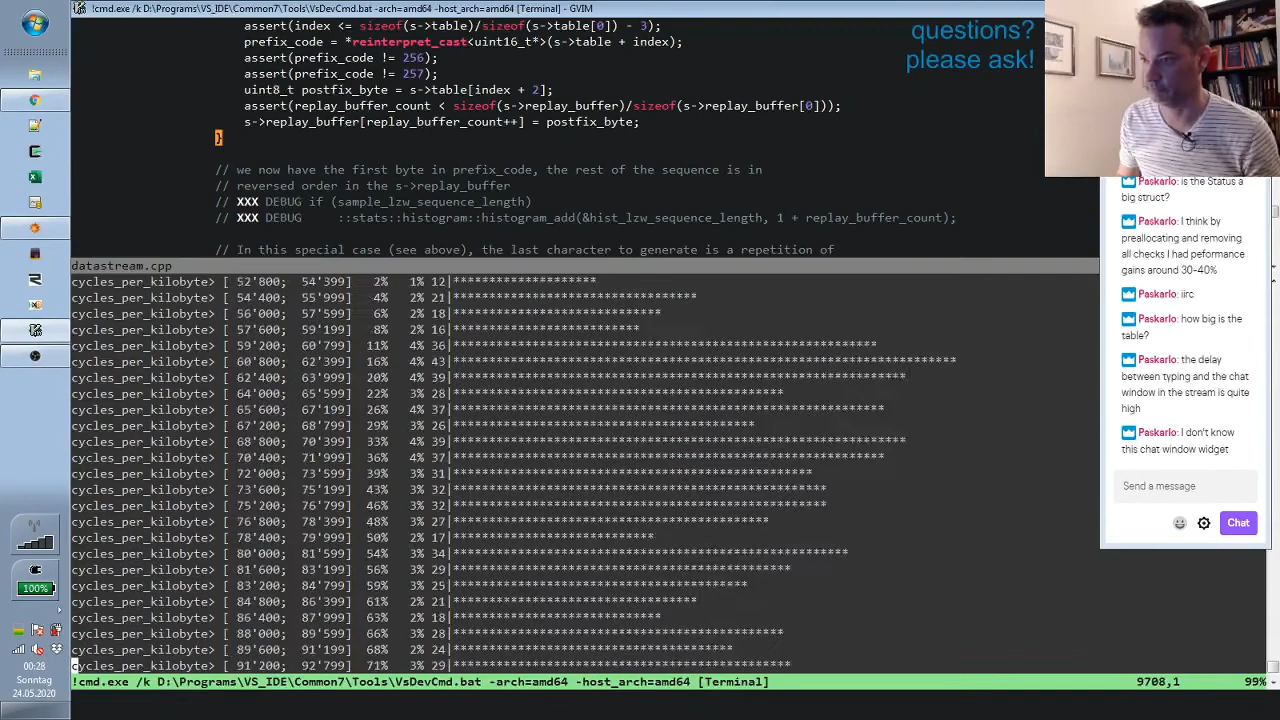 !cmd.exe /k D:\Programs\VS_IDE\Common7\Tools\VsDevCmd.bat -arch=amd64 -host_arch=amd64 [Terminal] - GVIM
assert(index <= sizeof(s->table)/sizeof(s->table[0]) - 3);
prefix_code = *reinterpret_cast<uint16_t*>(s->table + index);
assert(prefix_code != 256);
assert(prefix_code != 257);
uint8_t postfix_byte = s->table[index + 2];
assert(replay_buffer_count < sizeof(s->replay_buffer)/sizeof(s->replay_buffer[0]));
s->replay_buffer[replay_buffer_count++] = postfix_byte;
}
// we now have the first byte in prefix_code, the rest of the sequence is in
// reversed order in the s->replay_buffer
// XXX DEBUG if (sample_lzw_sequence_length)
// XXX DEBUG    ::stats::histogram::histogram_add(&hist_lzw_sequence_length, 1 + replay_buffer_count);
// In this special case (see above), the last character to generate is a repetition of
datastream.cpp
cycles_per_kilobyte> [ 52'800;  54'399]   2%   1% 12|********************
cycles_per_kilobyte> [ 54'400;  55'999]   4%   2% 21|**********************************
cycles_per_kilobyte> [ 56'000;  57'599]   6%   2% 18|*****************************
cycles_per_kilobyte> [ 57'600;  59'199]   8%   2% 16|**************************
cycles_per_kilobyte> [ 59'200;  60'799]  11%   4% 36|***********************************************************
cycles_per_kilobyte> [ 60'800;  62'399]  16%   4% 43|**********************************************************************
cycles_per_kilobyte> [ 62'400;  63'999]  20%   4% 39|***************************************************************
cycles_per_kilobyte> [ 64'000;  65'599]  22%   3% 28|**********************************************
cycles_per_kilobyte> [ 65'600;  67'199]  26%   4% 37|************************************************************
cycles_per_kilobyte> [ 67'200;  68'799]  29%   3% 26|******************************************
cycles_per_kilobyte> [ 68'800;  70'399]  33%   4% 39|***************************************************************
cycles_per_kilobyte> [ 70'400;  71'999]  36%   4% 37|************************************************************
cycles_per_kilobyte> [ 72'000;  73'599]  39%   3% 31|**************************************************
cycles_per_kilobyte> [ 73'600;  75'199]  43%   3% 32|****************************************************
cycles_per_kilobyte> [ 75'200;  76'799]  46%   3% 32|****************************************************
cycles_per_kilobyte> [ 76'800;  78'399]  48%   3% 27|********************************************
cycles_per_kilobyte> [ 78'400;  79'999]  50%   2% 17|****************************
cycles_per_kilobyte> [ 80'000;  81'599]  54%   3% 34|*******************************************************
cycles_per_kilobyte> [ 81'600;  83'199]  56%   3% 29|***********************************************
cycles_per_kilobyte> [ 83'200;  84'799]  59%   3% 25|*****************************************
cycles_per_kilobyte> [ 84'800;  86'399]  61%   2% 21|**********************************
cycles_per_kilobyte> [ 86'400;  87'999]  63%   2% 18|*****************************
cycles_per_kilobyte> [ 88'000;  89'599]  66%   3% 28|**********************************************
cycles_per_kilobyte> [ 89'600;  91'199]  68%   2% 24|***************************************
cycles_per_kilobyte> [ 91'200;  92'799]  71%   3% 29|***********************************************
!cmd.exe /k D:\Programs\VS_IDE\Common7\Tools\VsDevCmd.bat -arch=amd64 -host_arch=amd64 [Terminal]    9708,1    99%
questions?
please ask!
Paskarlo: is the Status a
big struct?
Paskarlo: I think by
preallocating and removing
all checks I had peformance
gains around 30-40%
Paskarlo: iirc
Paskarlo: how big is the
table?
Paskarlo: the delay
between typing and the chat
window in the stream is quite
high
Paskarlo: I don't know
this chat window widget
Send a message
Chat
100%
00:28
Sonntag
24.05.2020